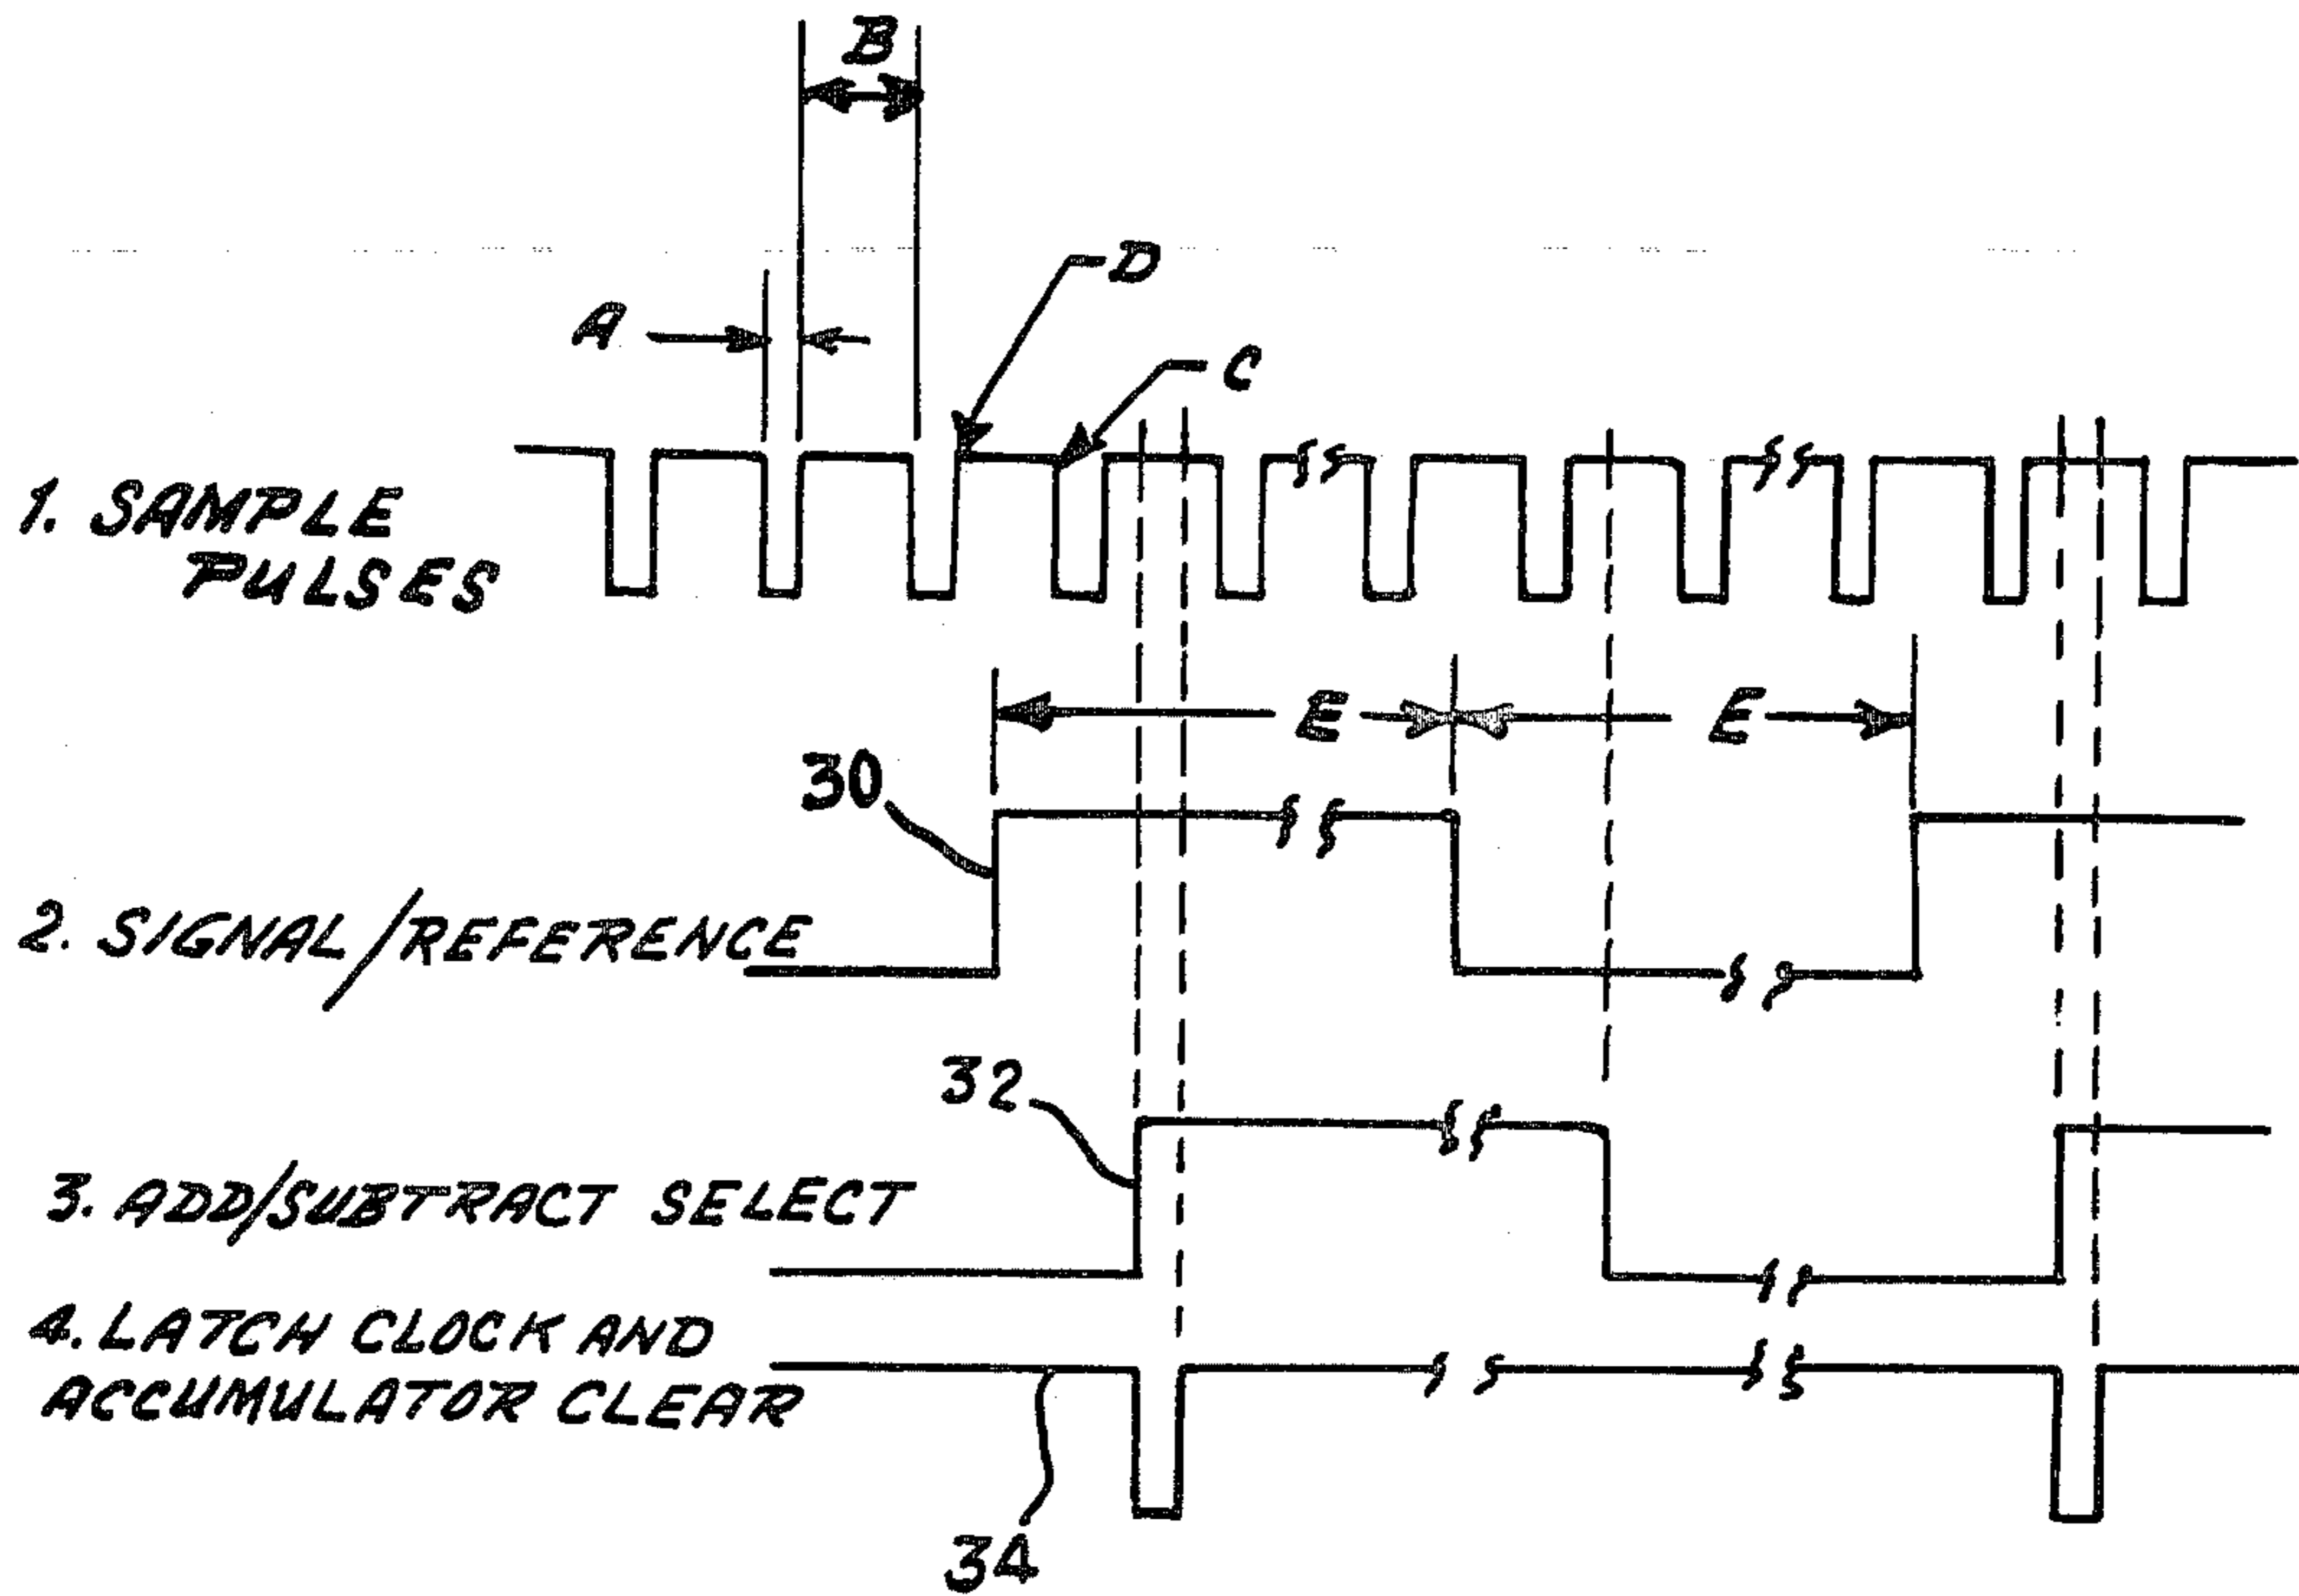 B
D
A
C
1. SAMPLE
PULSES
E E
30
2. SIGNAL/REFERENCE
32
3. ADD/SUBTRACT SELECT
4. LATCH CLOCK AND
ACCUMULATOR CLEAR
34